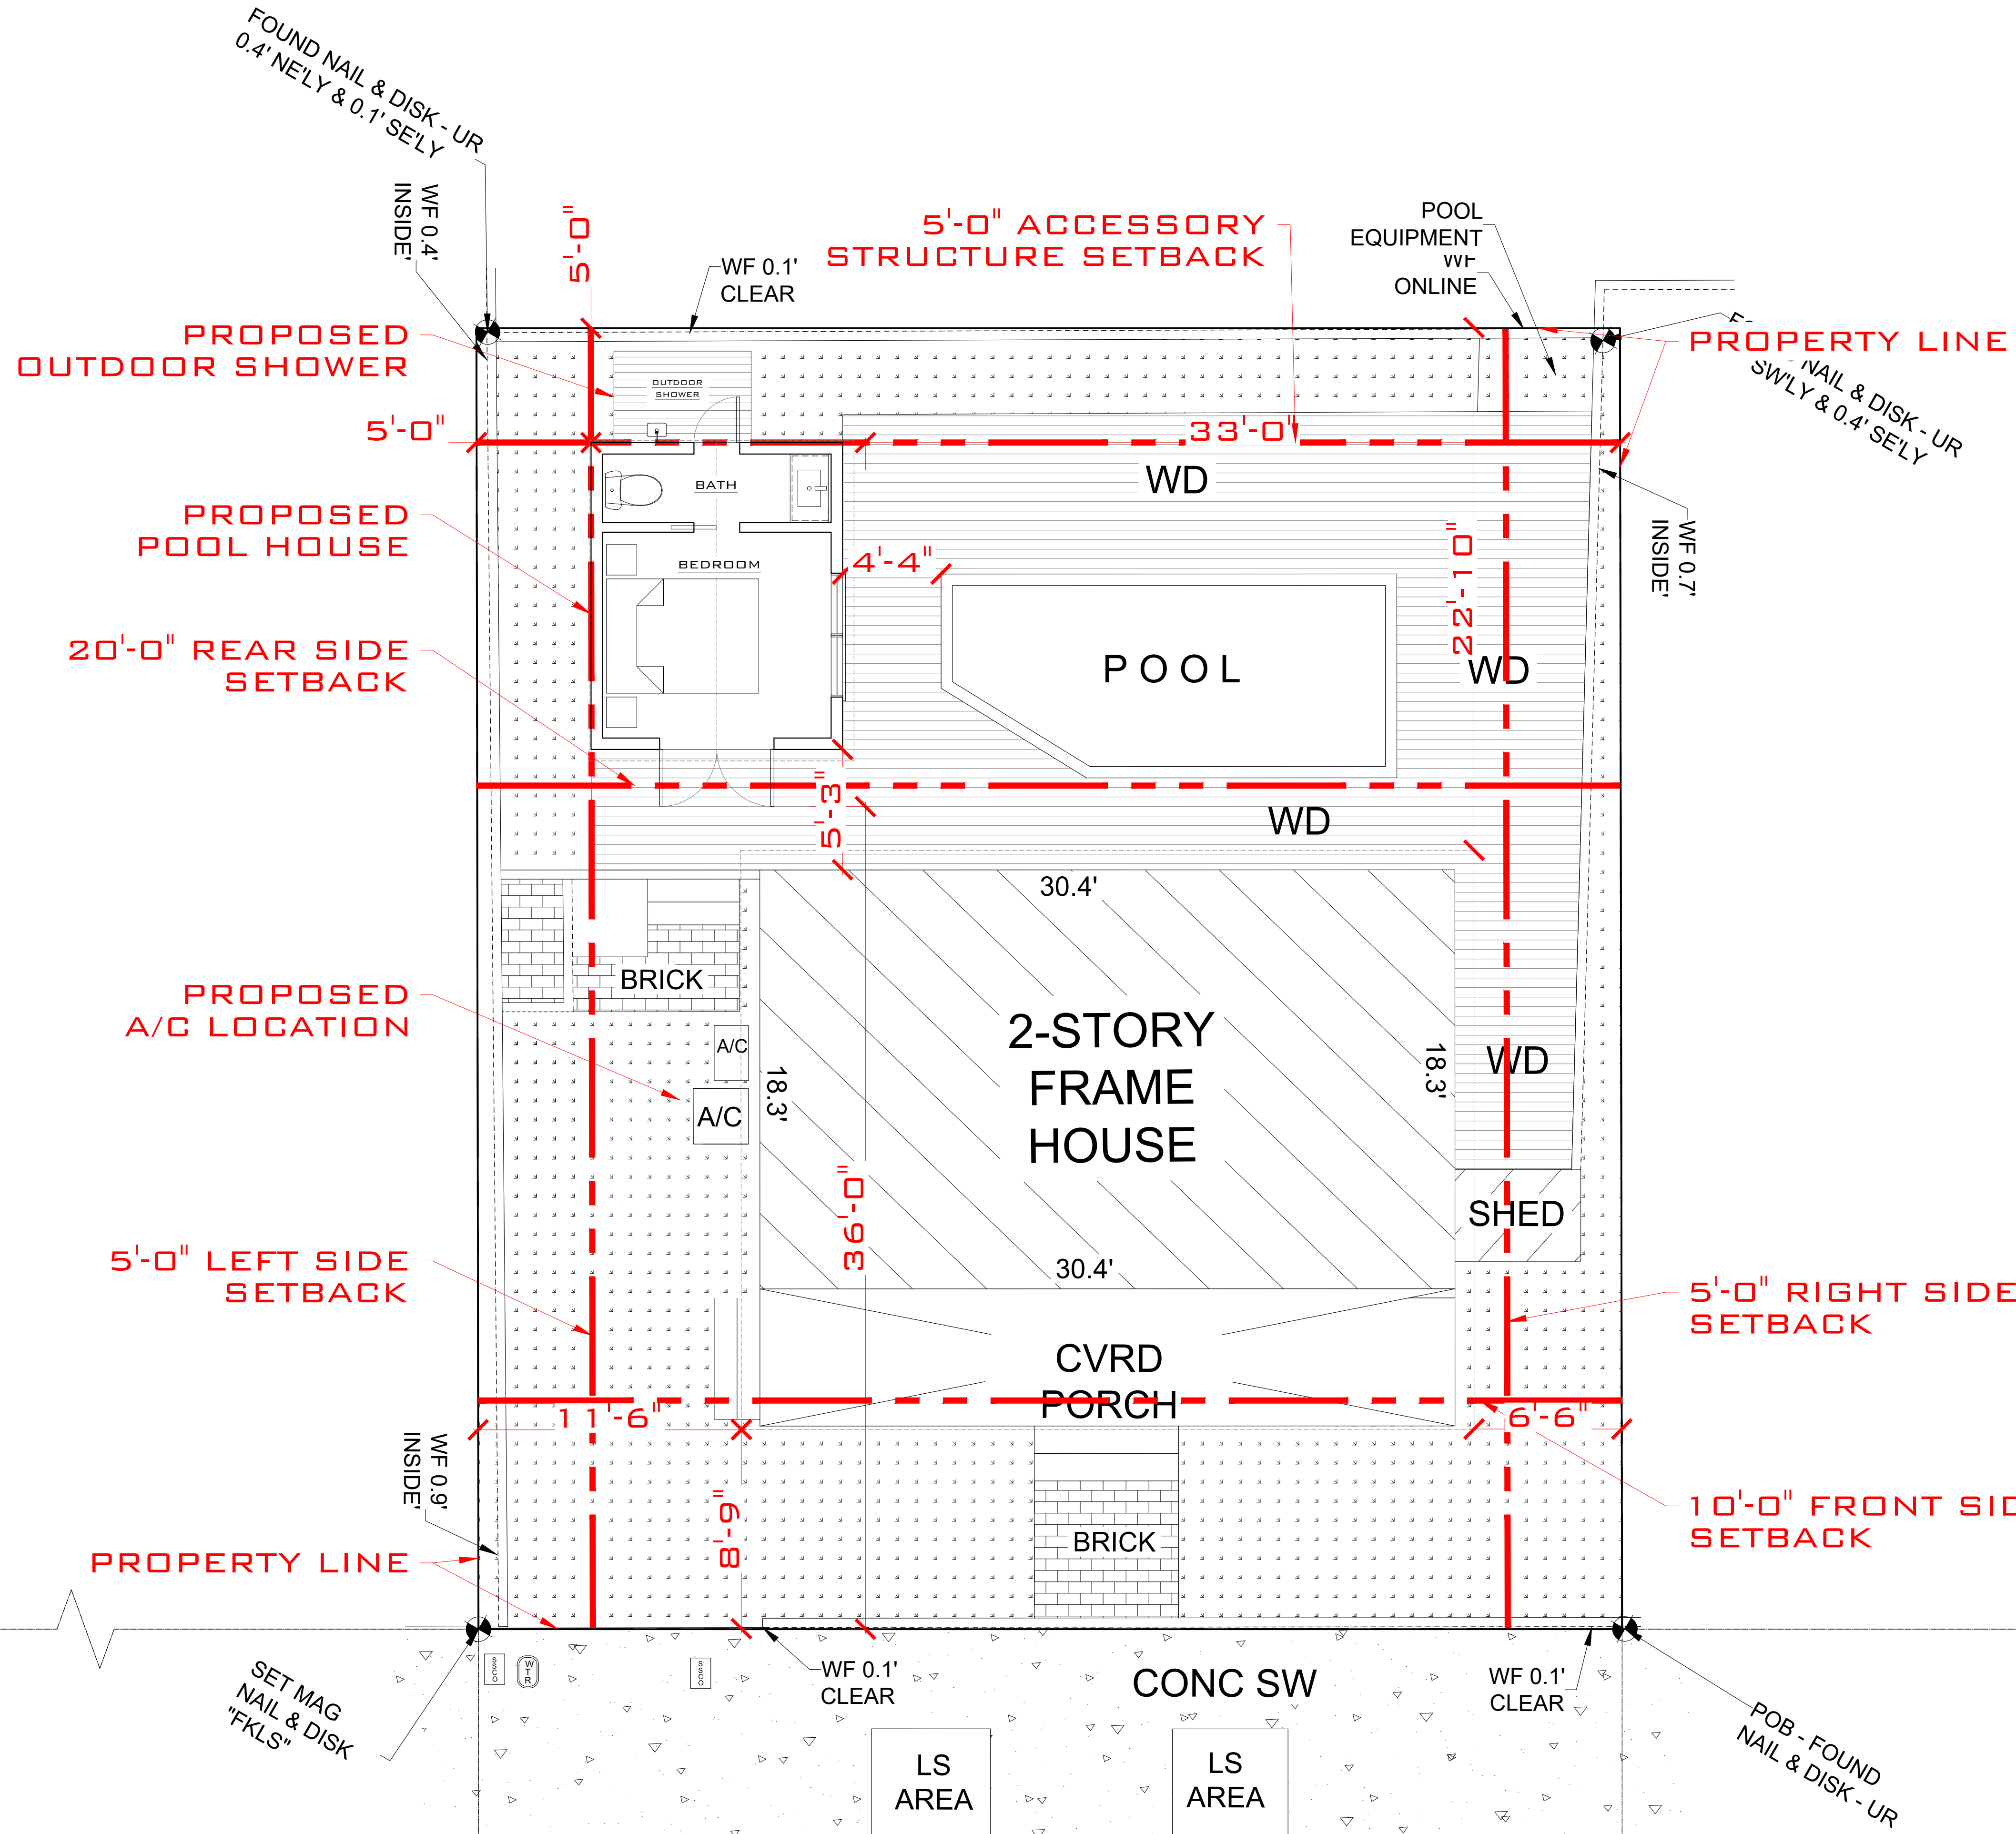 FOUND NAIL & DISK - UR
0.4' NE'LY & 0.1' SE'LY
WF 0.4'
INSIDE'
5'-0"
WF 0.1'
CLEAR
5'-0" ACCESSORY
STRUCTURE SETBACK
POOL
EQUIPMENT
WF
ONLINE
PROPOSED
OUTDOOR SHOWER
OUTDOOR
SHOWER
PROPERTY LINE
NAIL & DISK - UR
SW'LY & 0.4' SE'LY
5'-0"
33'-0"
WD
BATH
PROPOSED
POOL HOUSE
BEDROOM
4'-4"
22'-10"
WF 0.7'
INSIDE'
20'-0" REAR SIDE
SETBACK
POOL
WD
5'-3"
WD
30.4'
BRICK
PROPOSED
A/C LOCATION
A/C
A/C
18.3'
2-STORY
FRAME
HOUSE
18.3'
WD
36'-0"
SHED
5'-0" LEFT SIDE
SETBACK
30.4'
5'-0" RIGHT SIDE
SETBACK
CVRD
PORCH
11'-6"
6'-6"
WF 0.9'
INSIDE'
8'-9"
10'-0" FRONT SID
SETBACK
BRICK
PROPERTY LINE
SSCO
WTR
SSCO
WF 0.1'
CLEAR
CONC SW
WF 0.1'
CLEAR
SET MAG
NAIL & DISK
"FKLS"
POB - FOUND
NAIL & DISK - UR
LS
AREA
LS
AREA